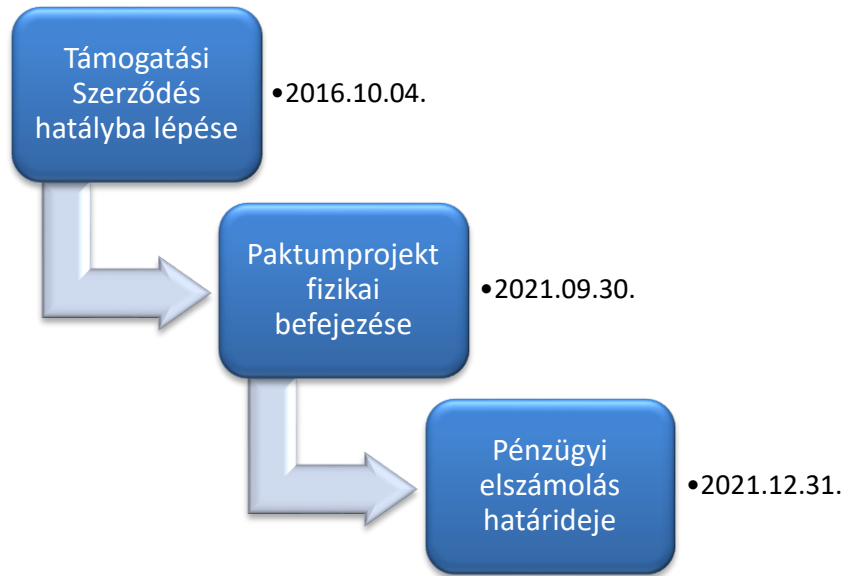 Támogatási
Szerződés
hatályba lépése
•2016.10.04.
Paktumprojekt
fizikai
befejezése
•2021.09.30.
Pénzügyi
elszámolás
határideje
•2021.12.31.